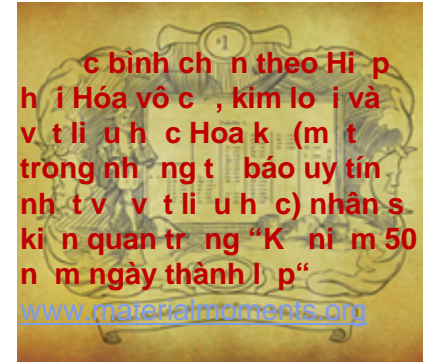 c bình ch n theo Hi p
h i Hóa vô c , kim lo i và
v t li u h c Hoa k (m t
trong nh ng t báo uy tín
nh t v v t li u h c) nhân s
ki n quan tr ng “K ni m 50
n m ngày thành l p“
www.materialmoments.org